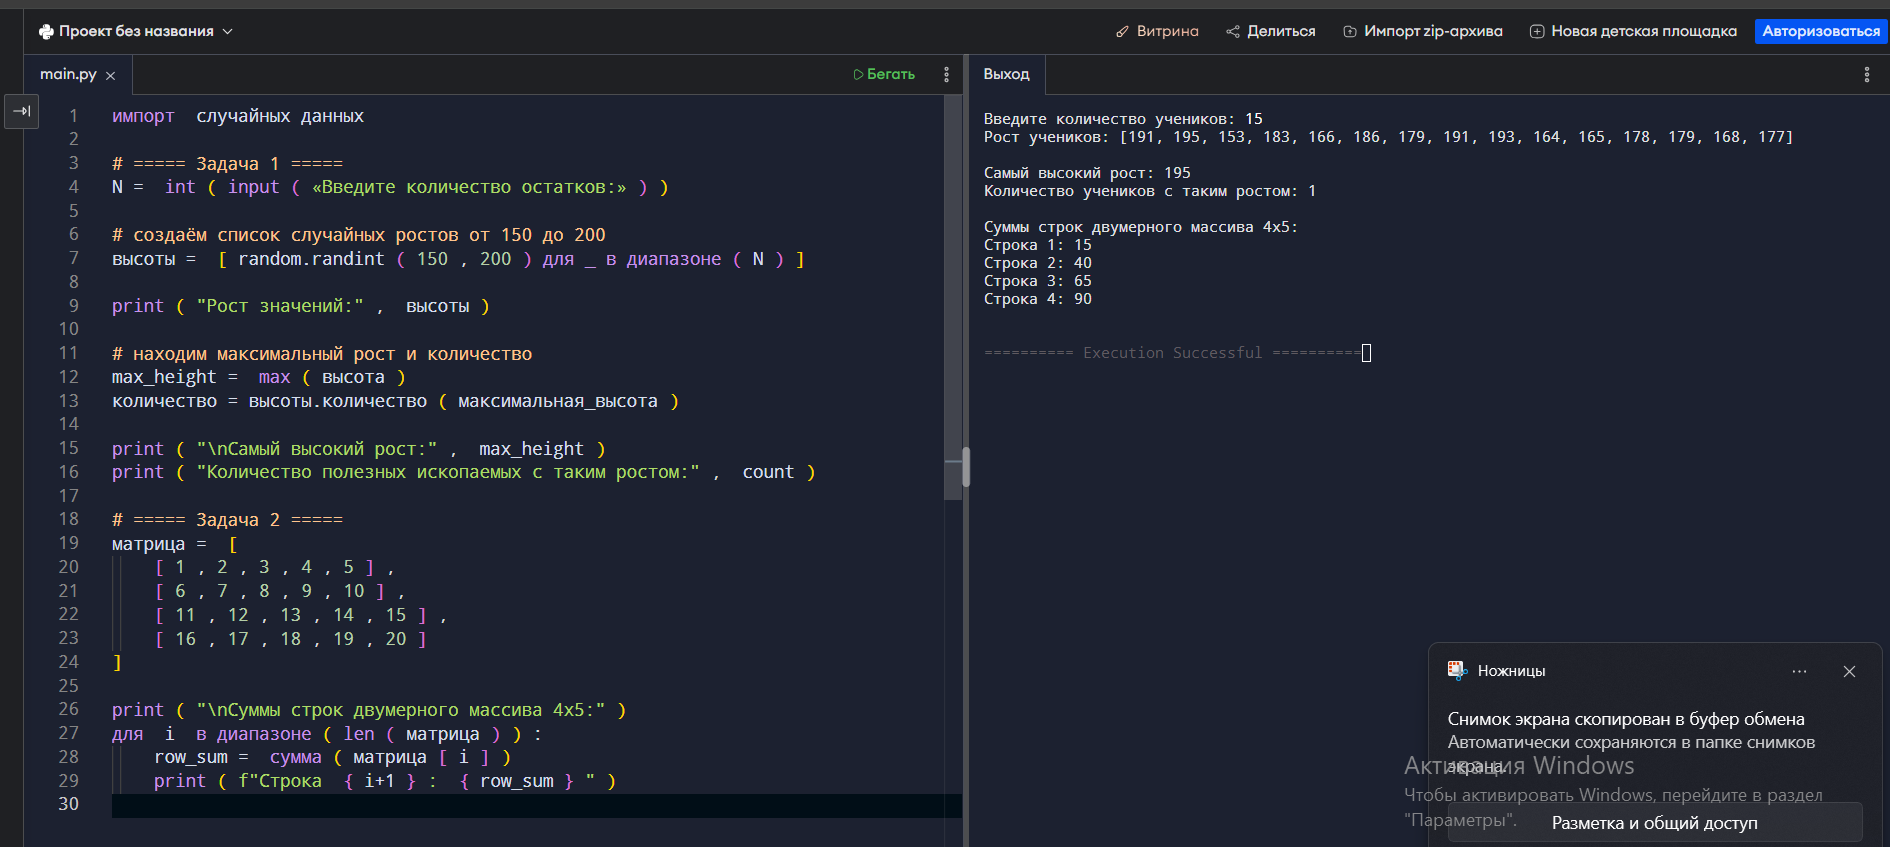 Проект без названия
Витрина
Делиться
Импорт zip-архива
Новая детская площадка
Авторизоваться
main.py
Бегать
1 импорт случайных данных
2
3 # ===== Задача 1 =====
4 N = int ( input ( «Введите количество остатков:» ) )
5
6 # создаём список случайных ростов от 150 до 200
7 высоты = [ random.randint ( 150 , 200 ) для _ в диапазоне ( N ) ]
8
9 print ( "Рост значений:" , высоты )
10
11 # находим максимальный рост и количество
12 max_height = max ( высота )
13 количество = высоты.количество ( максимальная_высота )
14
15 print ( "\nСамый высокий рост:" , max_height )
16 print ( "Количество полезных ископаемых с таким ростом:" , count )
17
18 # ===== Задача 2 =====
19 матрица = [
20 [ 1 , 2 , 3 , 4 , 5 ] ,
21 [ 6 , 7 , 8 , 9 , 10 ] ,
22 [ 11 , 12 , 13 , 14 , 15 ] ,
23 [ 16 , 17 , 18 , 19 , 20 ]
24 ]
25
26 print ( "\nСуммы строк двумерного массива 4x5:" )
27 для i в диапазоне ( len ( матрица ) ) :
28 row_sum = сумма ( матрица [ i ] )
29 print ( f"Строка { i+1 } : { row_sum } " )
30
Выход
Введите количество учеников: 15
Рост учеников: [191, 195, 153, 183, 166, 186, 179, 191, 193, 164, 165, 178, 179, 168, 177]
Самый высокий рост: 195
Количество учеников с таким ростом: 1
Суммы строк двумерного массива 4x5:
Строка 1: 15
Строка 2: 40
Строка 3: 65
Строка 4: 90
========== Execution Successful ==========
Ножницы
Снимок экрана скопирован в буфер обмена
Автоматически сохраняются в папке снимков
экрана.
Активация Windows
Чтобы активировать Windows, перейдите в раздел
"Параметры".
Разметка и общий доступ